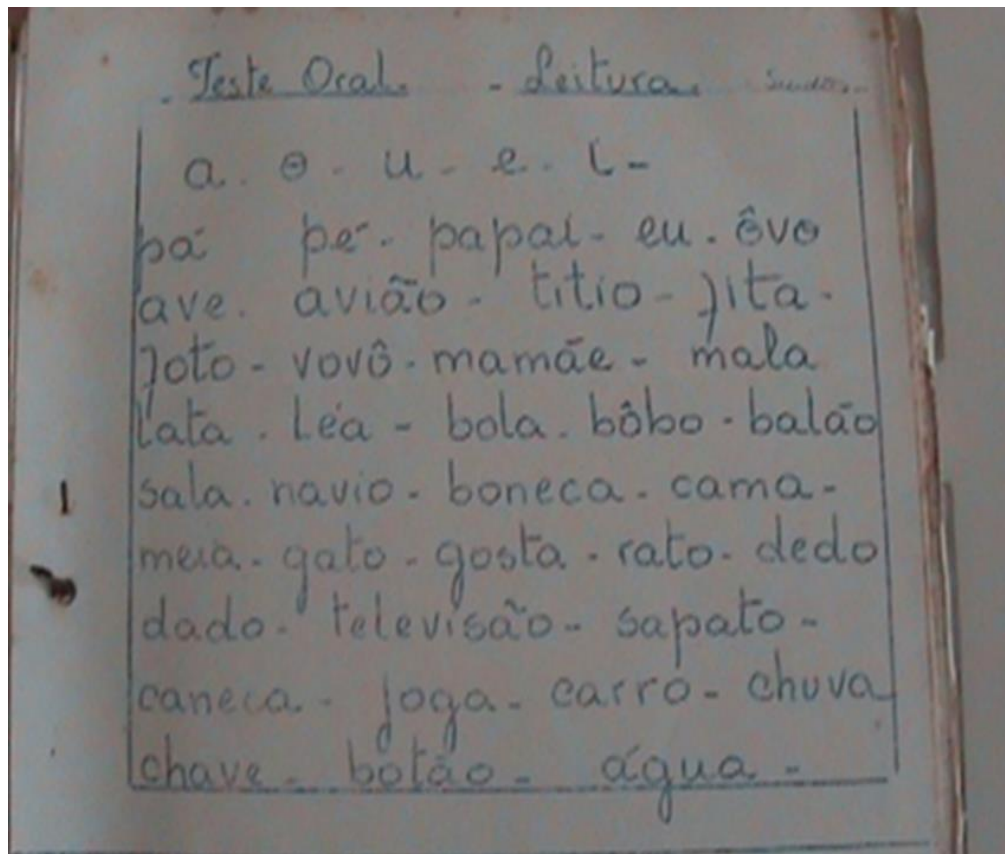 - Teste Oral. - Leitura.
a. o - u - e. i -
pá pé - papai - eu. ôvo
ave. avião - titio - fita -
foto - vovô - mamãe - mala
lata. Léa - bola. bôbo - balão
sala. navio - boneca. cama -
meia - gato - gosta - rato - dedo
dado - televisão - sapato -
caneca - joga - carro - chuva
chave - botão - água -